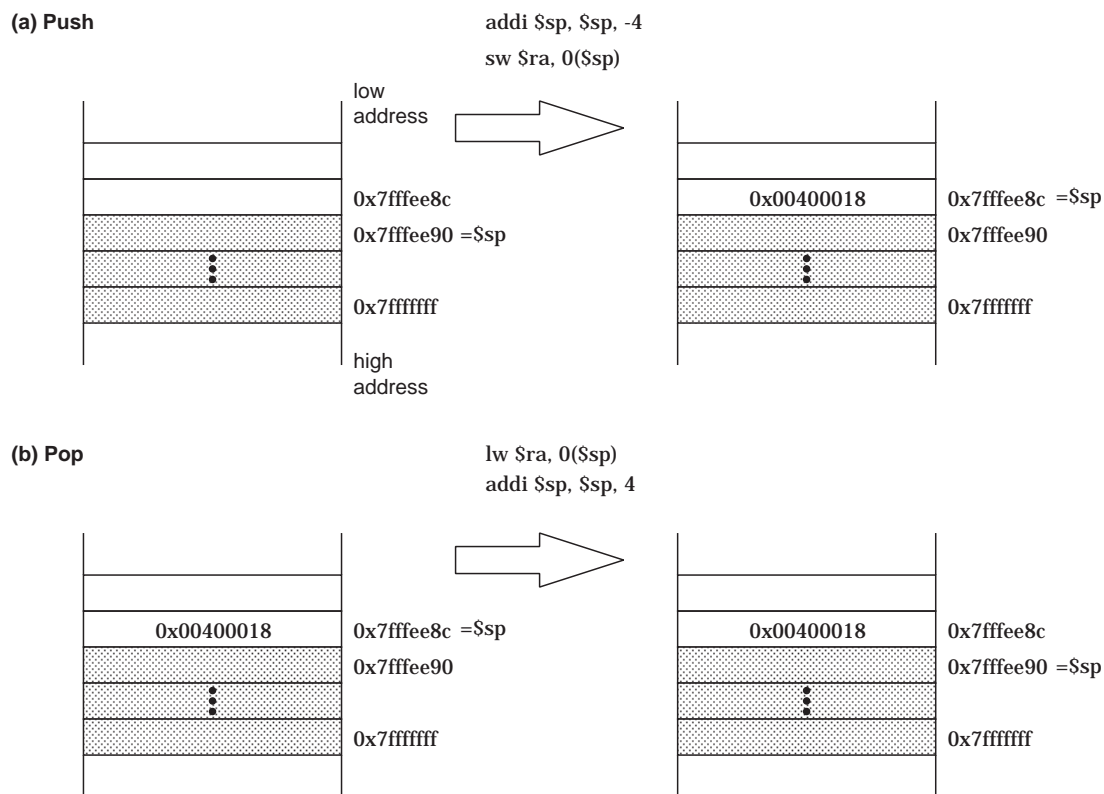 (a) Push
addi $sp, $sp, -4
sw $ra, 0($sp)
low
address
0x7fffee8c
0x7fffee90 =$sp
0x7fffffff
high
address
0x00400018
0x7fffee8c =$sp
0x7fffee90
0x7fffffff
(b) Pop
lw $ra, 0($sp)
addi $sp, $sp, 4
0x00400018
0x7fffee8c =$sp
0x7fffee90
0x7fffffff
0x00400018
0x7fffee8c
0x7fffee90 =$sp
0x7fffffff